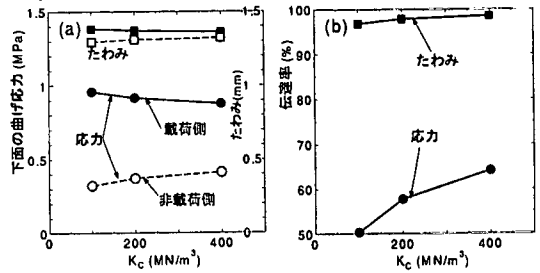 (a)
たわみ
応力
載荷側
非載荷側
下面の曲げ応力 (MPa)
1.5
1
0.5
0
1.5
1
0.5
0
たわみ(mm)
0 200 400
K_C (MN/m³)
(b)
たわみ
応力
伝達率 (%)
100
90
80
70
60
50
0 200 400
K_C (MN/m³)